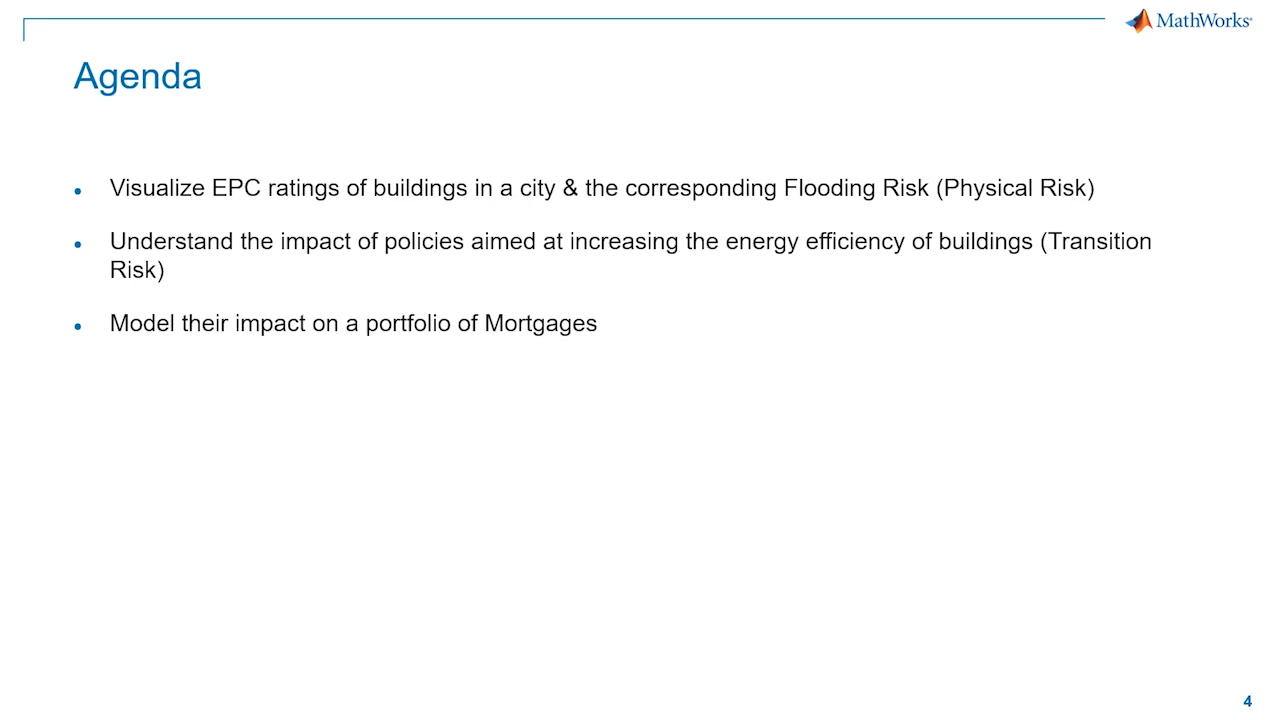 MathWorks®
Agenda
• Visualize EPC ratings of buildings in a city & the corresponding Flooding Risk (Physical Risk)
• Understand the impact of policies aimed at increasing the energy efficiency of buildings (Transition
Risk)
• Model their impact on a portfolio of Mortgages
4